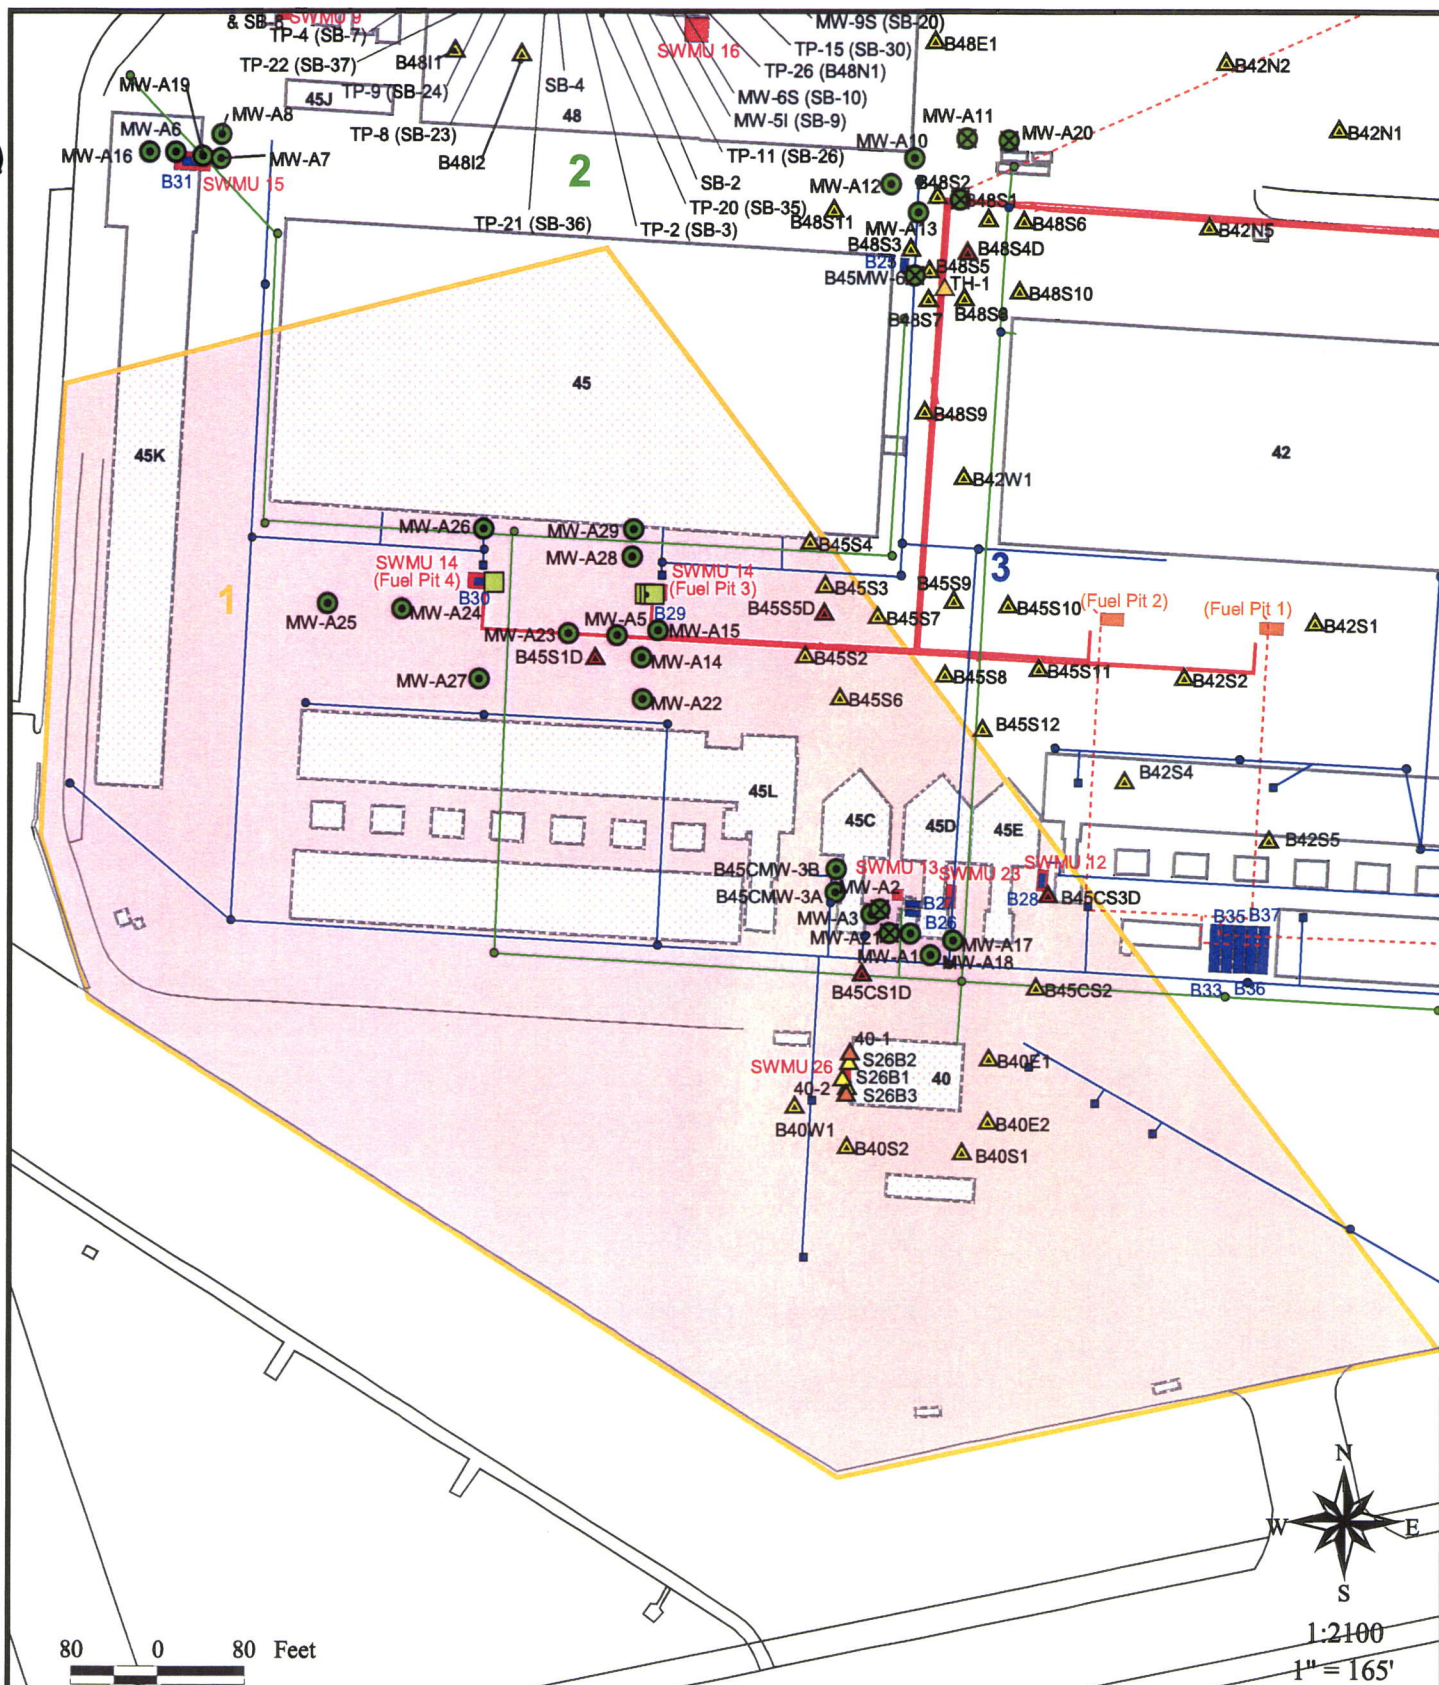 & SB-8
SWMU 9
TP-4 (SB-7)
TP-22 (SB-37)
B48I1
TP-9 (SB-24)
SB-4
SWMU 16
MW-9S (SB-20)
B48E1
TP-15 (SB-30)
TP-26 (B48N1)
MW-6S (SB-10)
MW-5I (SB-9)
B42N2
B42N1
MW-A19
45J
48
MW-A6
MW-A8
TP-8 (SB-23)
B48I2
MW-A16
MW-A7
B31
SWMU 15
2
TP-11 (SB-26)
SB-2
TP-20 (SB-35)
TP-21 (SB-36)
TP-2 (SB-3)
MW-A10
MW-A11
MW-A20
MW-A12
B48S2
B48S1
B48S11
MW-A13
B48S6
B42N5
B48S3
B48S4D
B25
B48S5
TH-1
B48S10
B48S7
B48S8
45
B48S9
45K
42
B42W1
MW-A26
MW-A29
MW-A28
B45S4
SWMU 14
(Fuel Pit 4)
SWMU 14
(Fuel Pit 3)
3
1
B30
B29
B45S3
B45S9
B45S5D
B45S7
B45S10
(Fuel Pit 2)
(Fuel Pit 1)
B42S1
MW-A25
MW-A24
MW-A23
MW-A5
MW-A15
B45S1D
MW-A14
B45S2
B45S8
B45S11
B42S2
MW-A27
MW-A22
B45S6
B45S12
B42S4
45L
45C
45D
45E
B42S5
B45CMW-3B
SWMU 13
SWMU 23
SWMU 12
B45CMW-3A
MW-A2
B27
B28
B45CS3D
MW-A3
B26
B35
B37
MW-A21
MW-A17
MW-A1
MW-A18
B45CS1D
B45CS2
B33
B36
40-1
S26B2
SWMU 26
S26B1
40
40-2
S26B3
B40E1
B40W1
B40E2
B40S2
B40S1
N
W
E
S
80 0 80 Feet
1:2100
1" = 165'